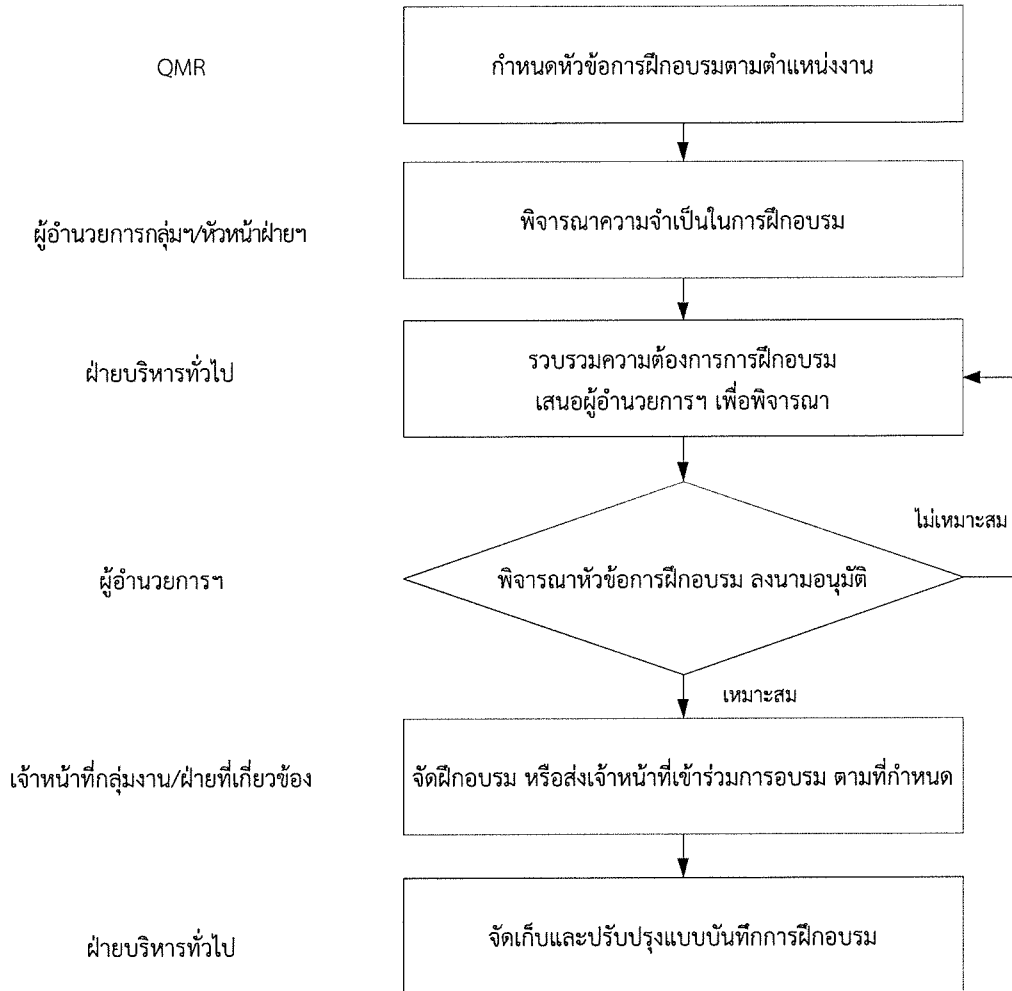 QMR
กำหนดหัวข้อการฝึกอบรมตามตำแหน่งงาน
ผู้อำนวยการกลุ่มฯ/หัวหน้าฝ่ายฯ
พิจารณาความจำเป็นในการฝึกอบรม
ฝ่ายบริหารทั่วไป
รวบรวมความต้องการการฝึกอบรม
เสนอผู้อำนวยการฯ เพื่อพิจารณา
ไม่เหมาะสม
ผู้อำนวยการฯ
พิจารณาหัวข้อการฝึกอบรม ลงนามอนุมัติ
เหมาะสม
เจ้าหน้าที่กลุ่มงาน/ฝ่ายที่เกี่ยวข้อง
จัดฝึกอบรม หรือส่งเจ้าหน้าที่เข้าร่วมการอบรม ตามที่กำหนด
ฝ่ายบริหารทั่วไป
จัดเก็บและปรับปรุงแบบบันทึกการฝึกอบรม